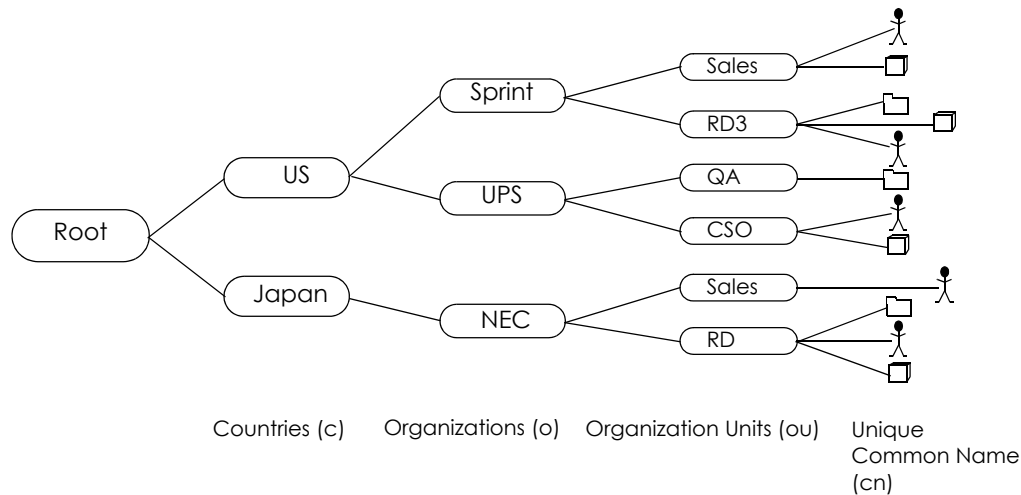 Root
US
Japan
Sprint
UPS
NEC
Sales
RD3
QA
CSO
Sales
RD
Countries (c)
Organizations (o)
Organization Units (ou)
Unique
Common Name
(cn)